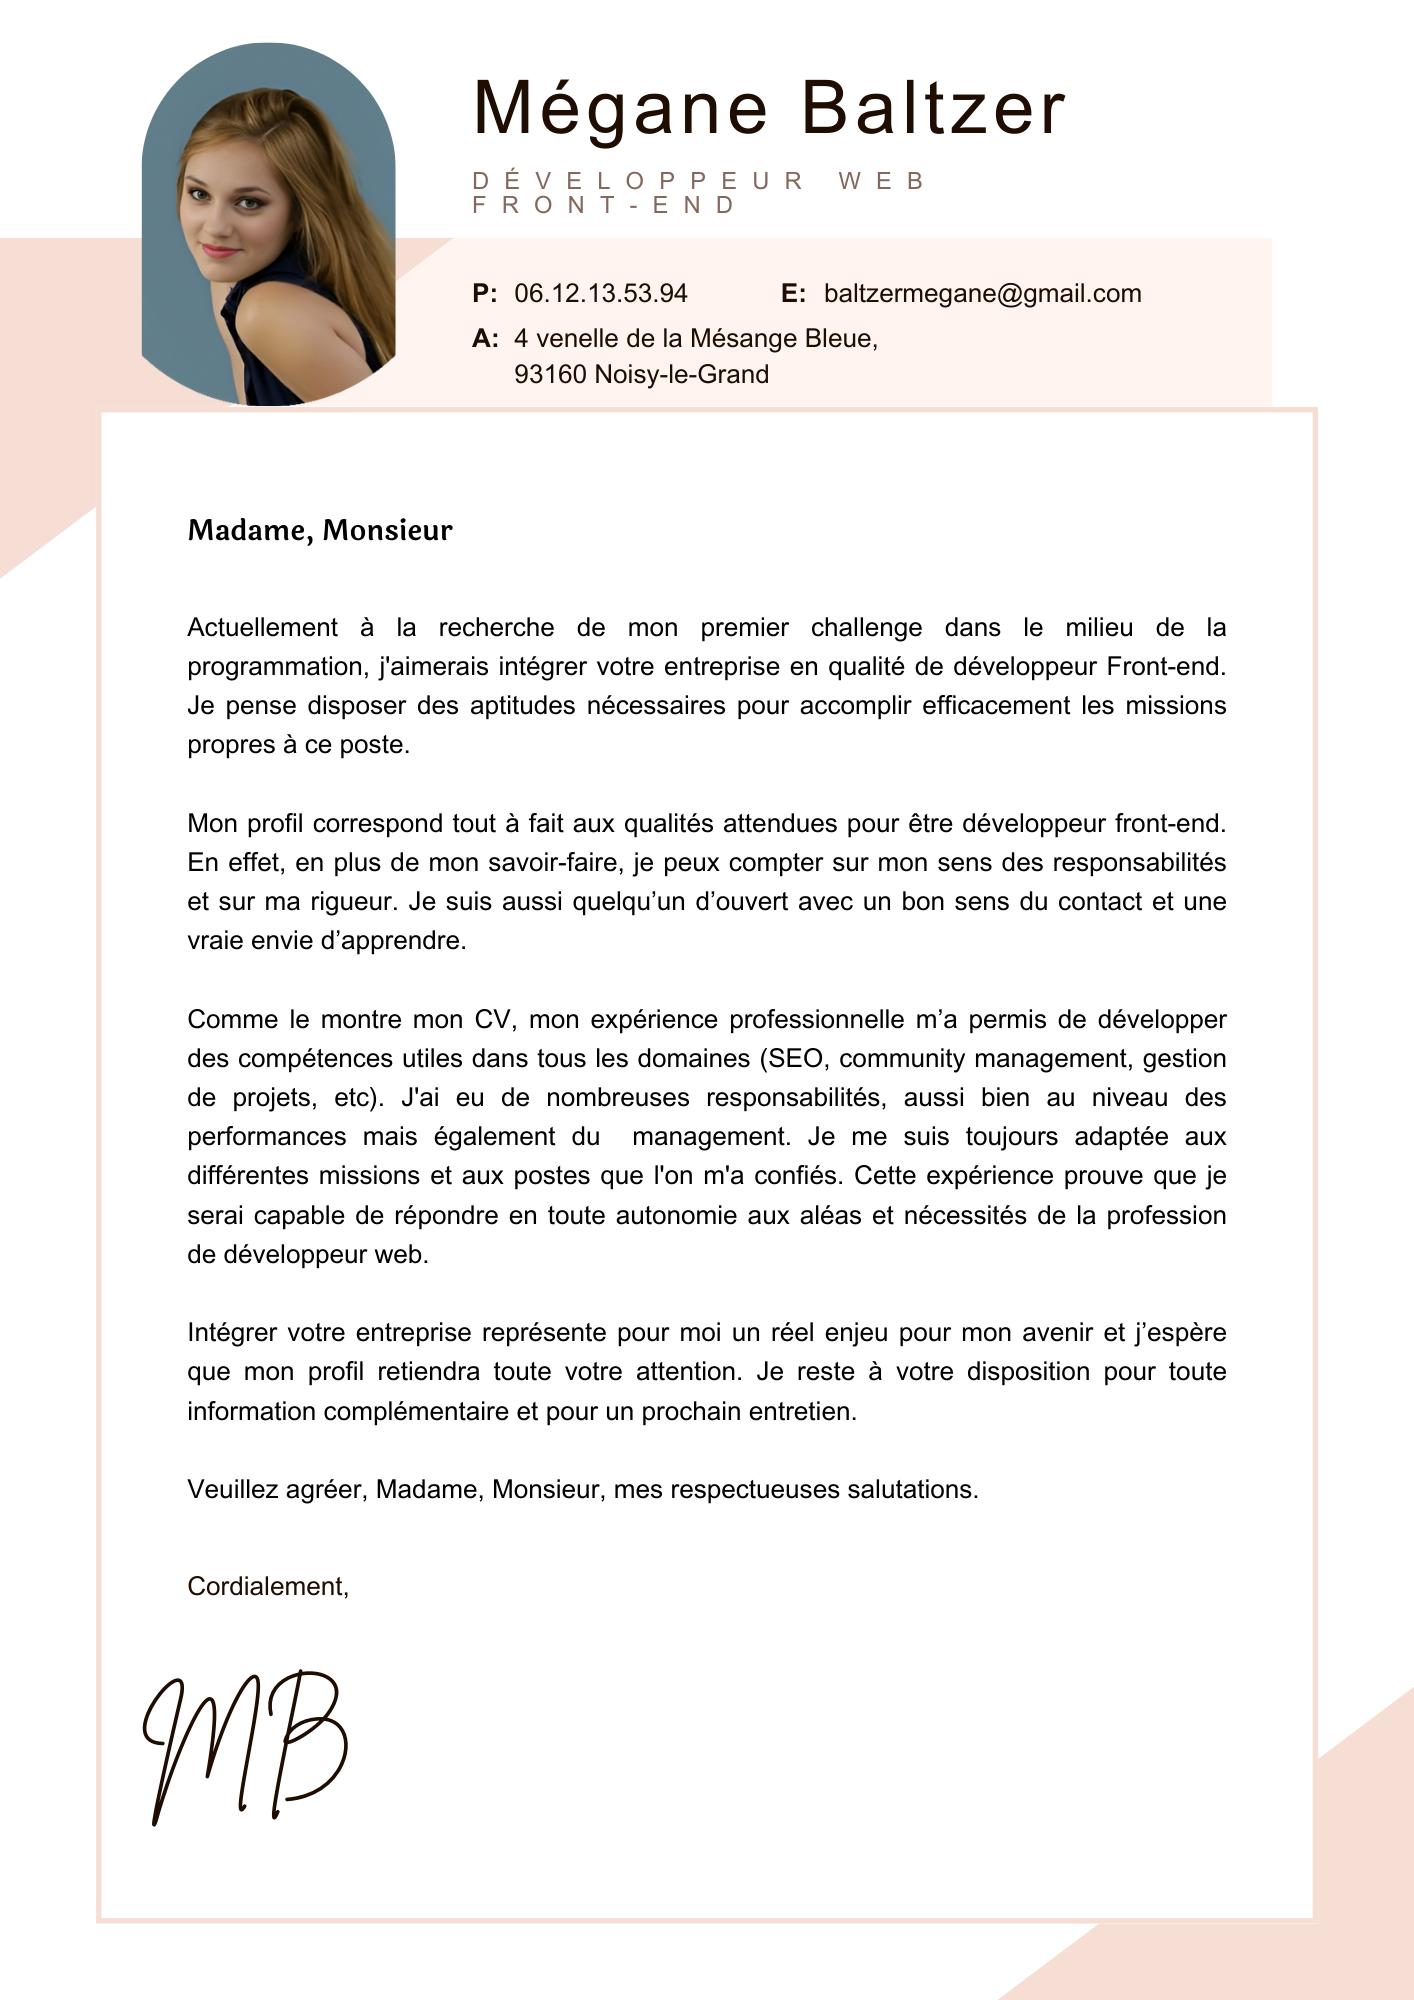 Mégane Baltzer
DÉVELOPPEUR WEB
FRONT-END
P: 06.12.13.53.94 E: baltzermegane@gmail.com
A: 4 venelle de la Mésange Bleue,
93160 Noisy-le-Grand
Madame, Monsieur
Actuellement à la recherche de mon premier challenge dans le milieu de la
programmation, j'aimerais intégrer votre entreprise en qualité de développeur Front-end.
Je pense disposer des aptitudes nécessaires pour accomplir efficacement les missions
propres à ce poste.
Mon profil correspond tout à fait aux qualités attendues pour être développeur front-end.
En effet, en plus de mon savoir-faire, je peux compter sur mon sens des responsabilités
et sur ma rigueur. Je suis aussi quelqu’un d’ouvert avec un bon sens du contact et une
vraie envie d’apprendre.
Comme le montre mon CV, mon expérience professionnelle m’a permis de développer
des compétences utiles dans tous les domaines (SEO, community management, gestion
de projets, etc). J'ai eu de nombreuses responsabilités, aussi bien au niveau des
performances mais également du management. Je me suis toujours adaptée aux
différentes missions et aux postes que l'on m'a confiés. Cette expérience prouve que je
serai capable de répondre en toute autonomie aux aléas et nécessités de la profession
de développeur web.
Intégrer votre entreprise représente pour moi un réel enjeu pour mon avenir et j’espère
que mon profil retiendra toute votre attention. Je reste à votre disposition pour toute
information complémentaire et pour un prochain entretien.
Veuillez agréer, Madame, Monsieur, mes respectueuses salutations.
Cordialement,
MB